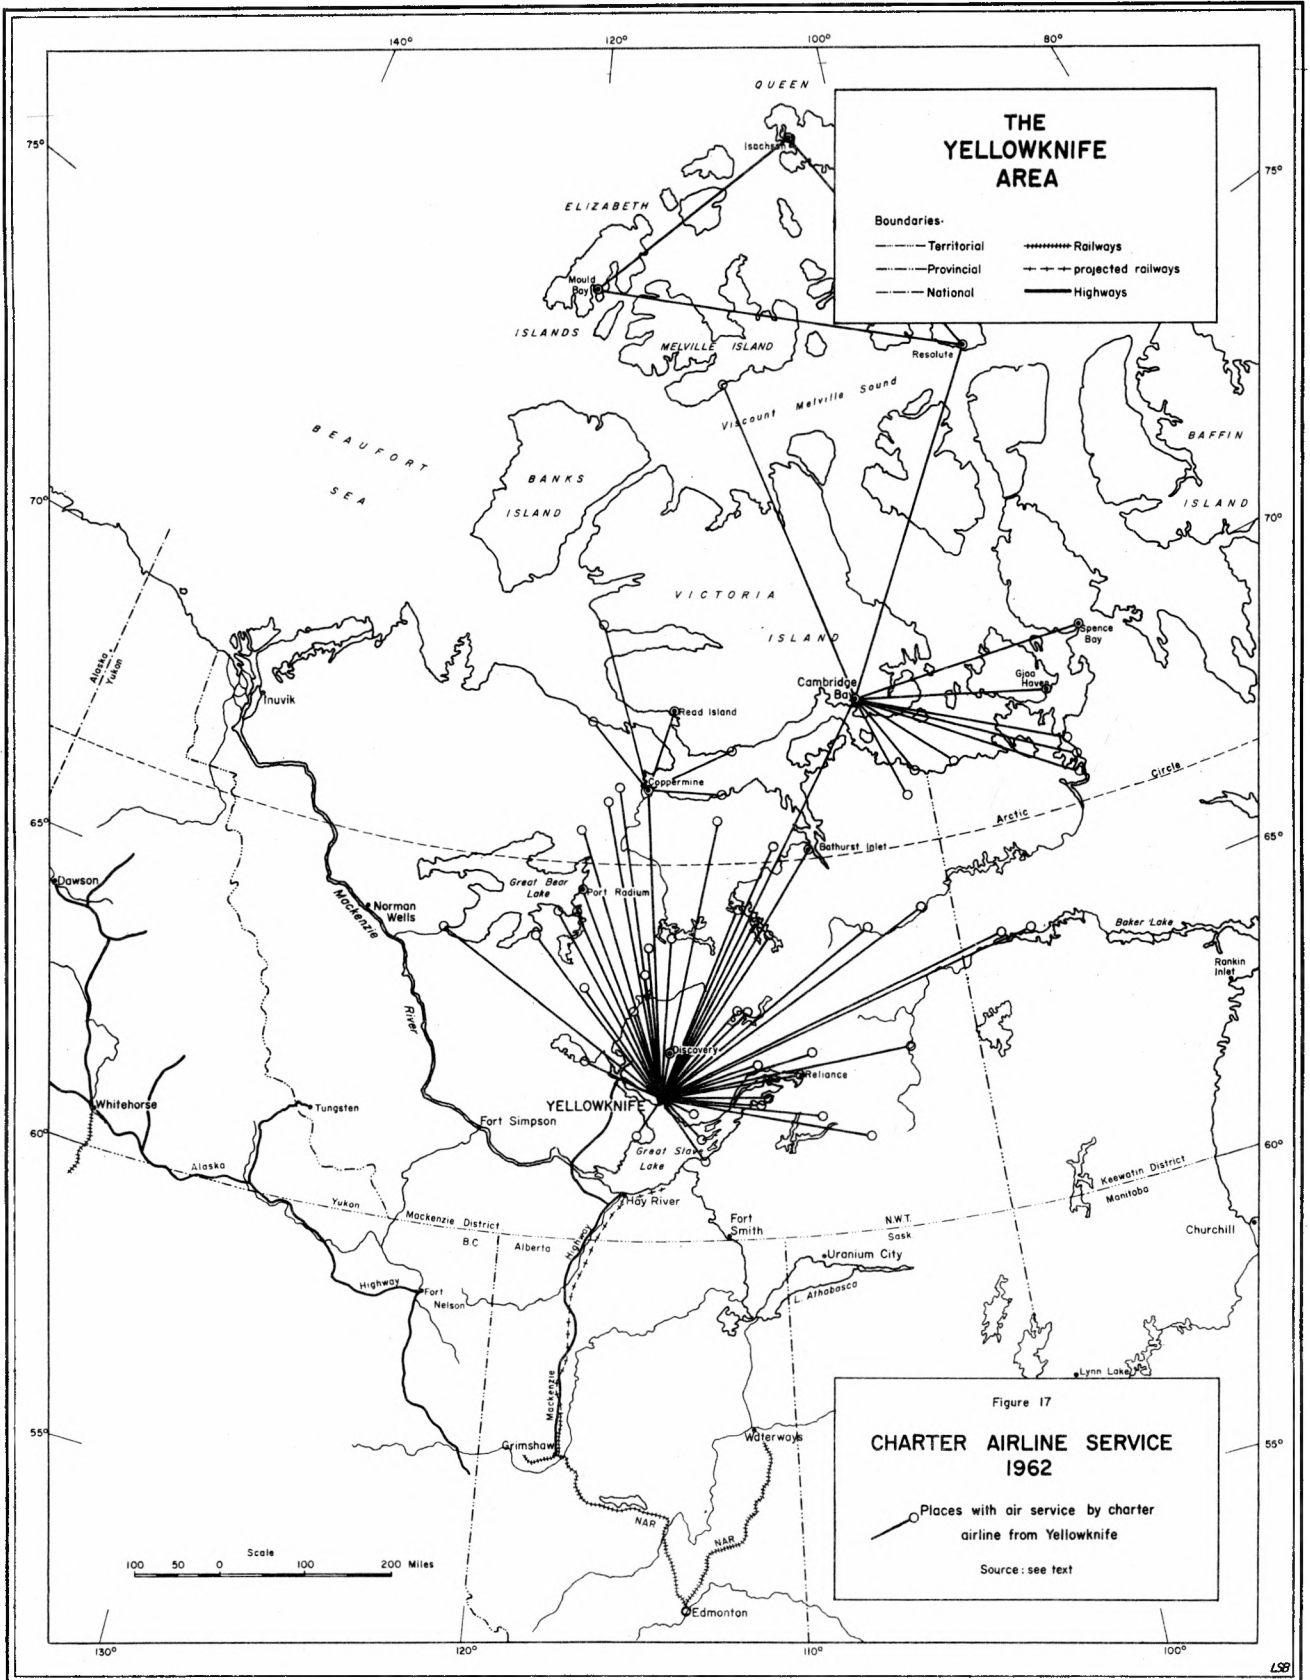 140°
120°
100°
80°
QUEEN
THE
YELLOWKNIFE
AREA
75°
Isachsen
75°
ELIZABETH
Boundaries-
Territorial
Railways
Provincial
projected railways
National
Highways
Mould
Bay
ISLANDS
MELVILLE ISLAND
Resolute
Viscount Melville Sound
BEAUFORT
SEA
BANKS
ISLAND
BAFFIN
ISLAND
70°
70°
VICTORIA
ISLAND
Spence
Bay
Alaska
Yukon
Gjoa
Haven
Cambridge
Bay
Inuvik
Read Island
Coppermine
Arctic Circle
65°
65°
Bathurst Inlet
Dawson
Great Bear
Lake
Port Radium
Norman
Wells
Mackenzie
River
Baker Lake
Rankin
Inlet
Discovery
Reliance
YELLOWKNIFE
Whitehorse
Tungsten
Fort Simpson
60°
60°
Great Slave
Lake
Alaska
Keewatin District
Manitoba
Yukon
Mackenzie District
Hay River
Fort
Smith
N.W.T.
Sask.
Churchill
B.C
Alberta
Highway
Uranium City
Highway
Fort
Nelson
L. Athabasca
Mackenzie
Lynn Lake
Figure 17
CHARTER AIRLINE SERVICE
1962
Places with air service by charter
airline from Yellowknife
Source: see text
55°
55°
Grimshaw
Waterways
NAR
NAR
Scale
100 50 0 100 200 Miles
Edmonton
130°
120°
110°
100°
LSB